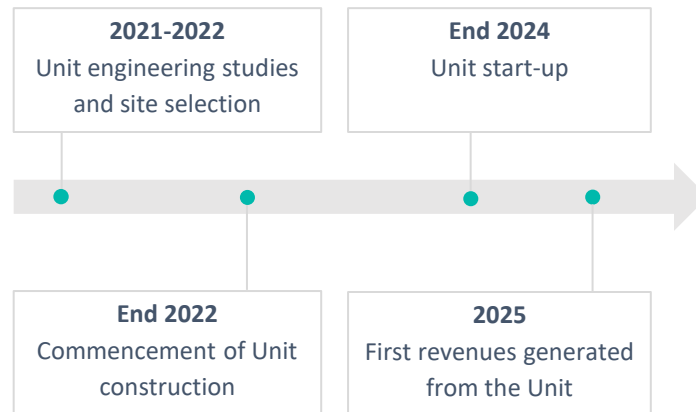 2021-2022
Unit engineering studies
and site selection
End 2024
Unit start-up
End 2022
Commencement of Unit
construction
2025
First revenues generated
from the Unit